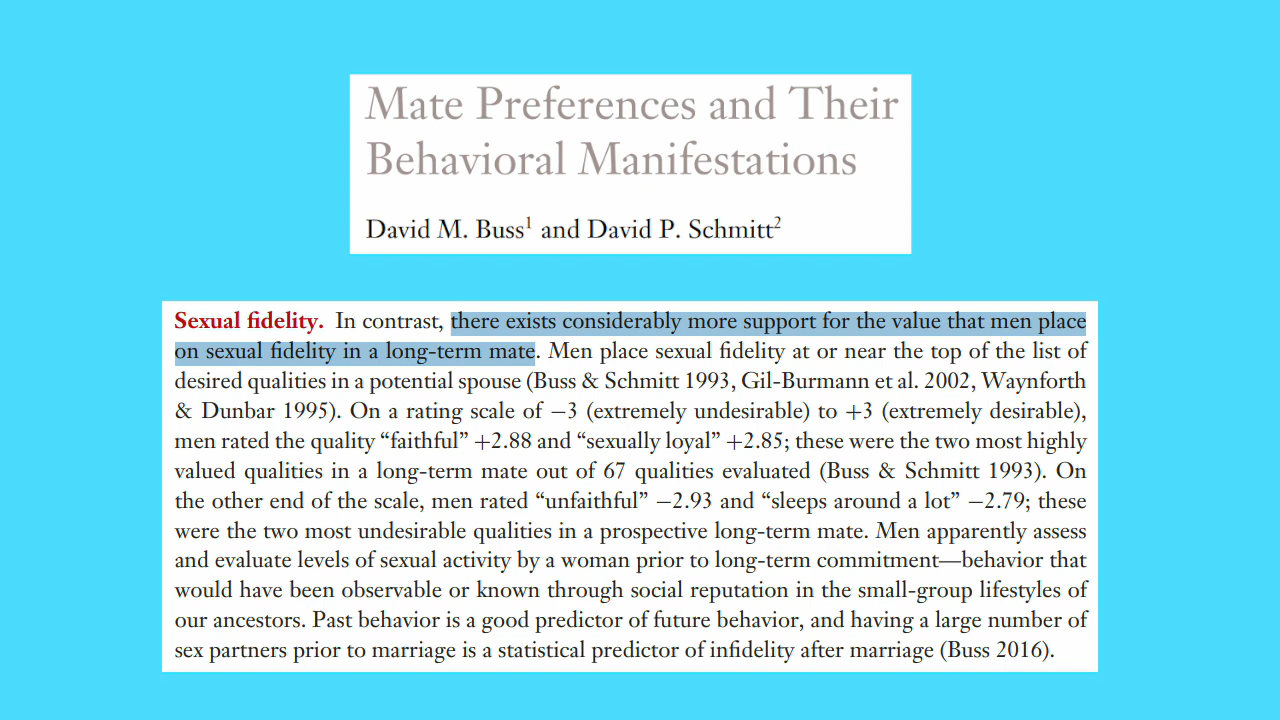 Mate Preferences and Their
Behavioral Manifestations
David M. Buss¹ and David P. Schmitt²
Sexual fidelity. In contrast, there exists considerably more support for the value that men place
on sexual fidelity in a long-term mate. Men place sexual fidelity at or near the top of the list of
desired qualities in a potential spouse (Buss & Schmitt 1993, Gil-Burmann et al. 2002, Waynforth
& Dunbar 1995). On a rating scale of −3 (extremely undesirable) to +3 (extremely desirable),
men rated the quality “faithful” +2.88 and “sexually loyal” +2.85; these were the two most highly
valued qualities in a long-term mate out of 67 qualities evaluated (Buss & Schmitt 1993). On
the other end of the scale, men rated “unfaithful” −2.93 and “sleeps around a lot” −2.79; these
were the two most undesirable qualities in a prospective long-term mate. Men apparently assess
and evaluate levels of sexual activity by a woman prior to long-term commitment—behavior that
would have been observable or known through social reputation in the small-group lifestyles of
our ancestors. Past behavior is a good predictor of future behavior, and having a large number of
sex partners prior to marriage is a statistical predictor of infidelity after marriage (Buss 2016).